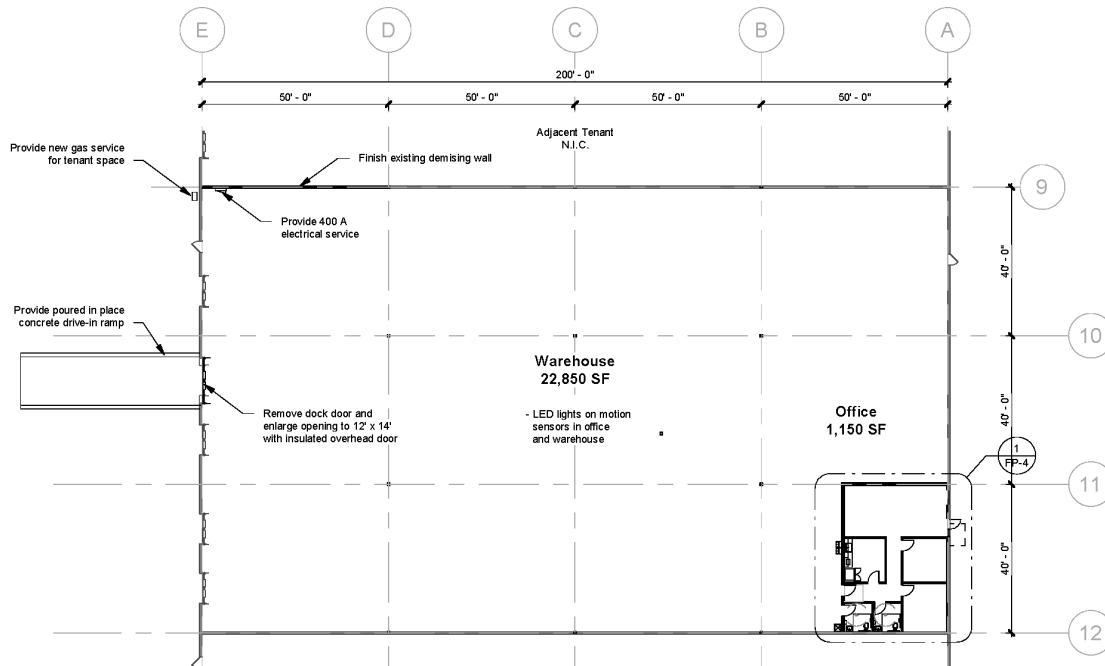 E
D
C
B
A
200' - 0"
50' - 0"
50' - 0"
50' - 0"
50' - 0"
Adjacent Tenant
N.I.C.
Provide new gas service
for tenant space
Finish existing demising wall
9
Provide 400 A
electrical service
40' - 0"
Provide poured in place
concrete drive-in ramp
10
Warehouse
22,850 SF
Remove dock door and
enlarge opening to 12' x 14'
with insulated overhead door
- LED lights on motion
sensors in office
and warehouse
Office
1,150 SF
40' - 0"
1
FP-4
11
40' - 0"
12